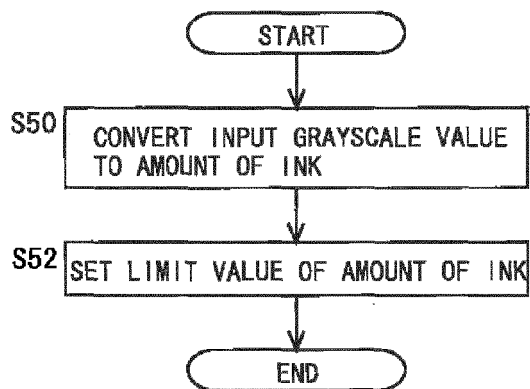 START
S50
CONVERT INPUT GRAYSCALE VALUE
TO AMOUNT OF INK
S52
SET LIMIT VALUE OF AMOUNT OF INK
END